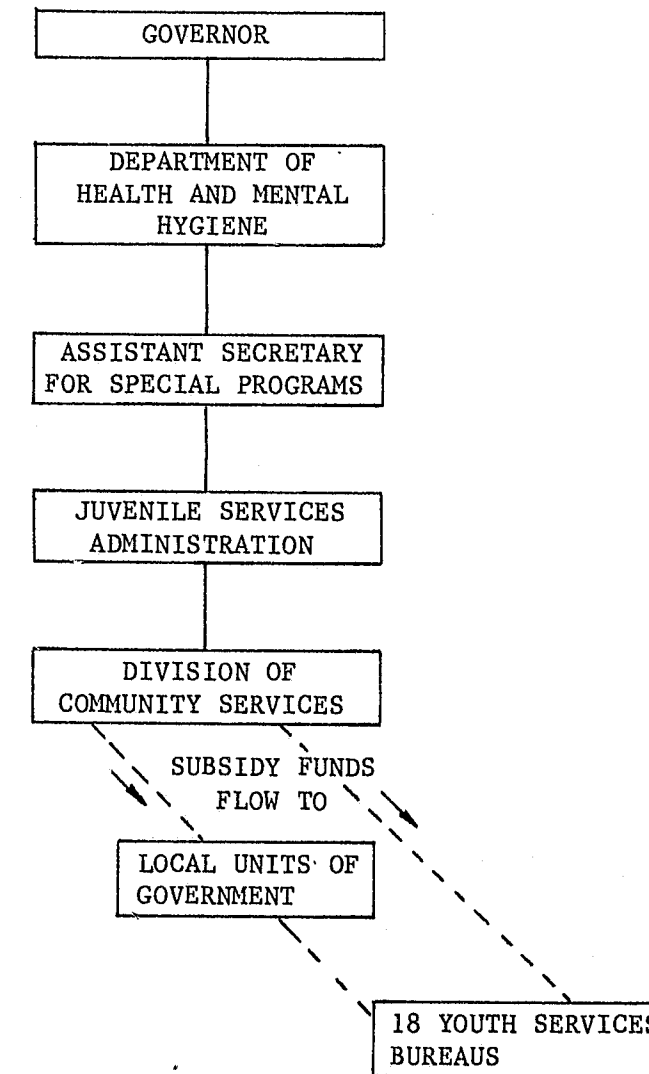 GOVERNOR
DEPARTMENT OF
HEALTH AND MENTAL
HYGIENE
ASSISTANT SECRETARY
FOR SPECIAL PROGRAMS
JUVENILE SERVICES
ADMINISTRATION
DIVISION OF
COMMUNITY SERVICES
SUBSIDY FUNDS
FLOW TO
LOCAL UNITS OF
GOVERNMENT
18 YOUTH SERVICES
BUREAUS